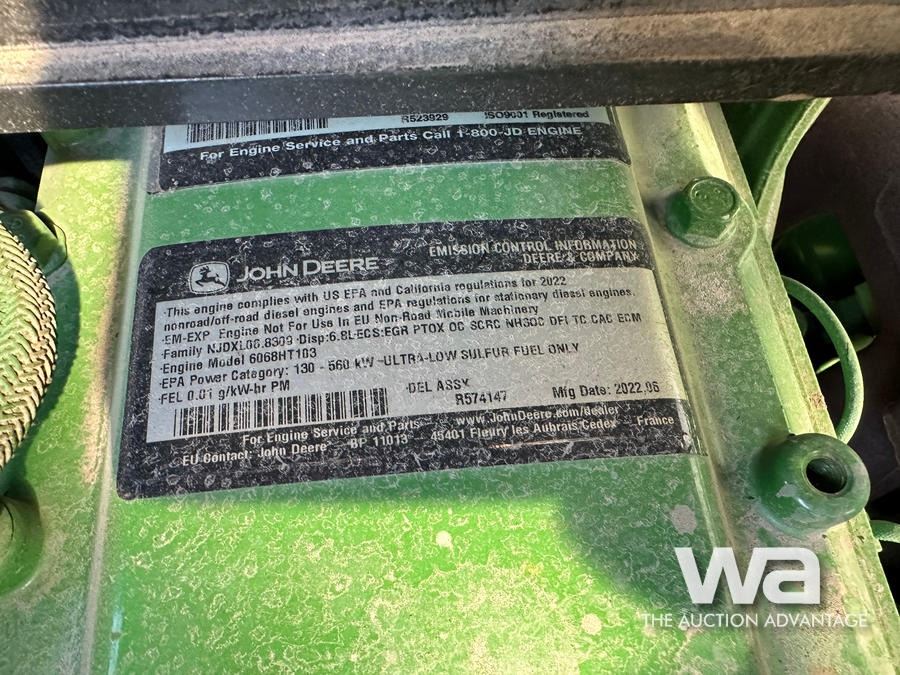 R523929 ISO9001 Registered
For Engine Service and Parts Call 1-800-JD ENGINE
JOHN DEERE
EMISSION CONTROL INFORMATION
DEERE & COMPANY
·This engine complies with US EPA and California regulations for 2022
nonroad/off-road diesel engines and EPA regulations for stationary diesel engines.
·EM-EXP Engine Not For Use In EU Non-Road Mobile Machinery
·Family Disp:6.8L-ECS:EGR PTOX OC SCRC DFI TC CAC ECM
·Engine Model 6068HT103
·EPA Power Category: 130 - 560 kW -ULTRA-LOW SULFUR FUEL ONLY
·FEL 0.01 g/kW-hr PM
·DEL ASSY
R574147
Mfg Date: 2022,06
For Engine Service and Parts www.JohnDeere.com/dealer
EU Contact: John Deere BP 11013 45401 Fleury les Aubrais Cedex France
wa
THE AUCTION ADVANTAGE